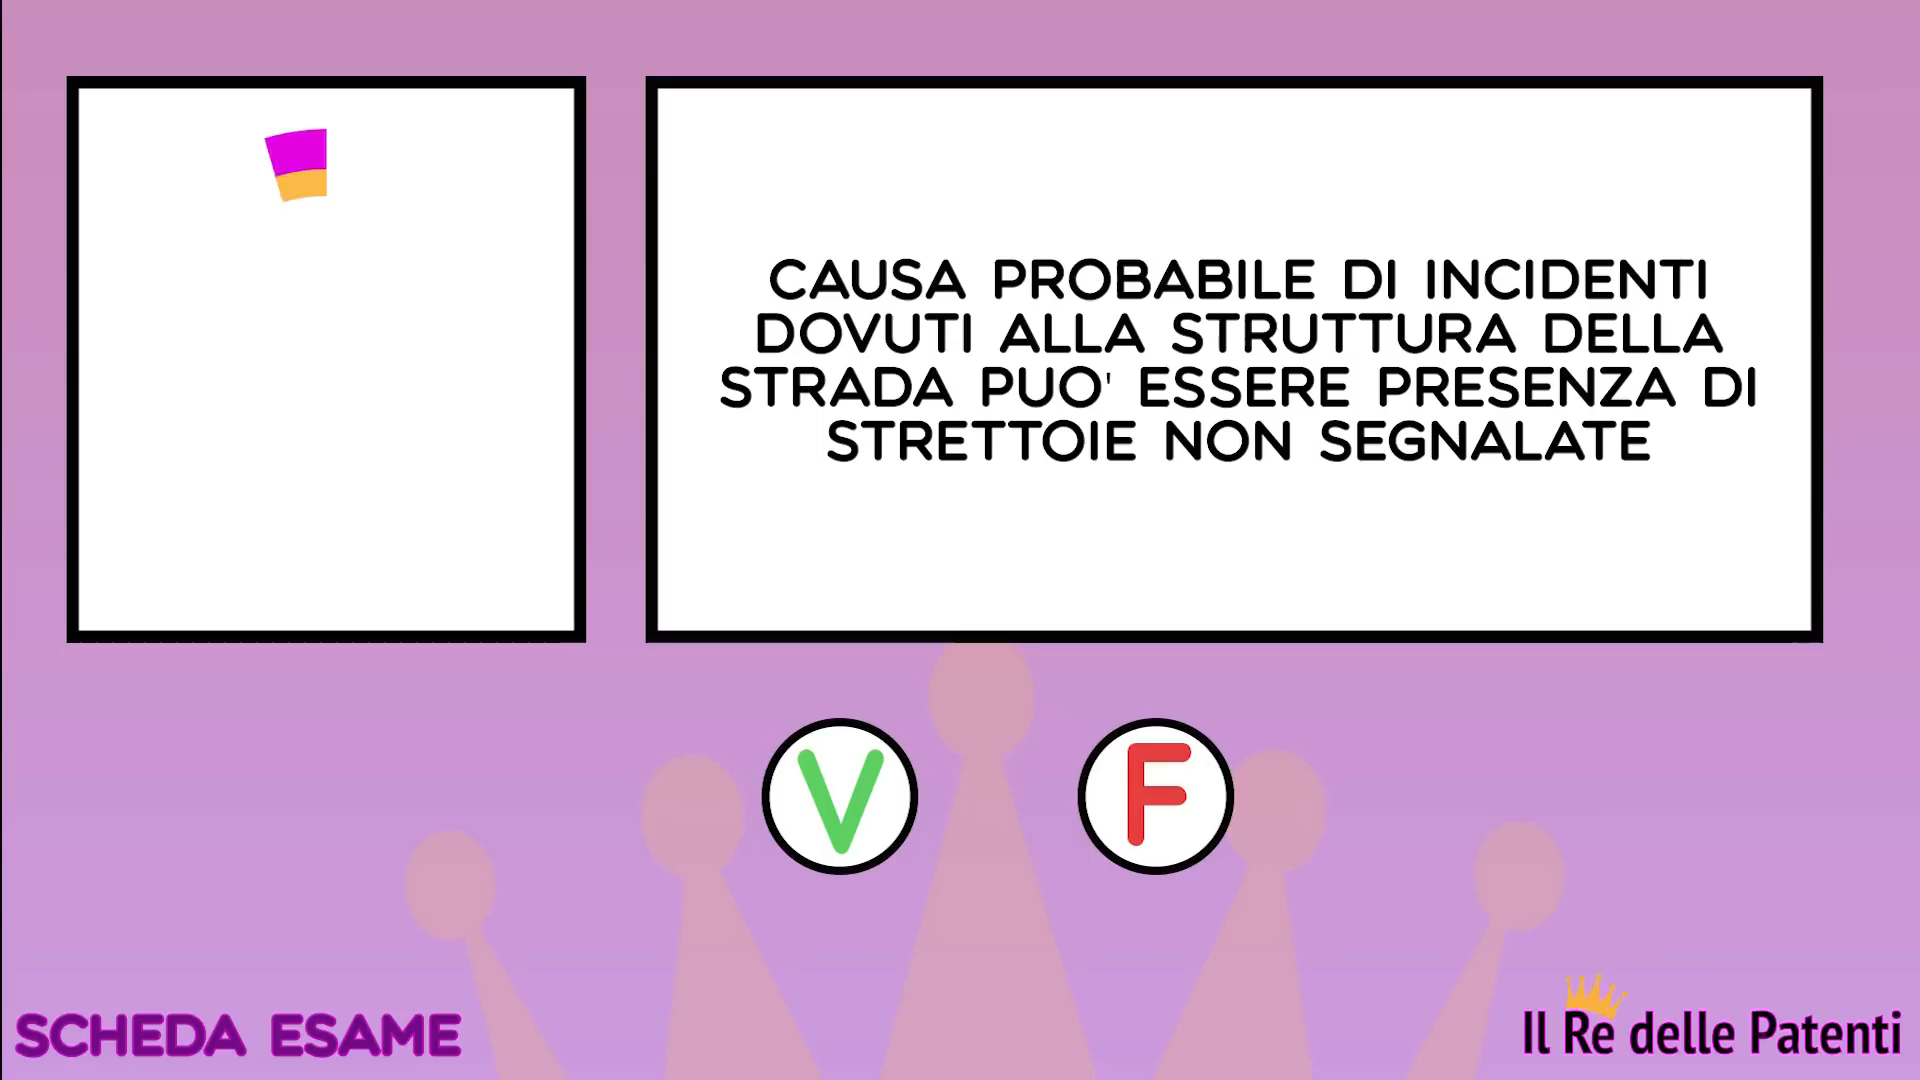 CAUSA PROBABILE DI INCIDENTI
DOVUTI ALLA STRUTTURA DELLA
STRADA PUO' ESSERE PRESENZA DI
STRETTOIE NON SEGNALATE
V
F
SCHEDA ESAME
Il Re delle Patenti